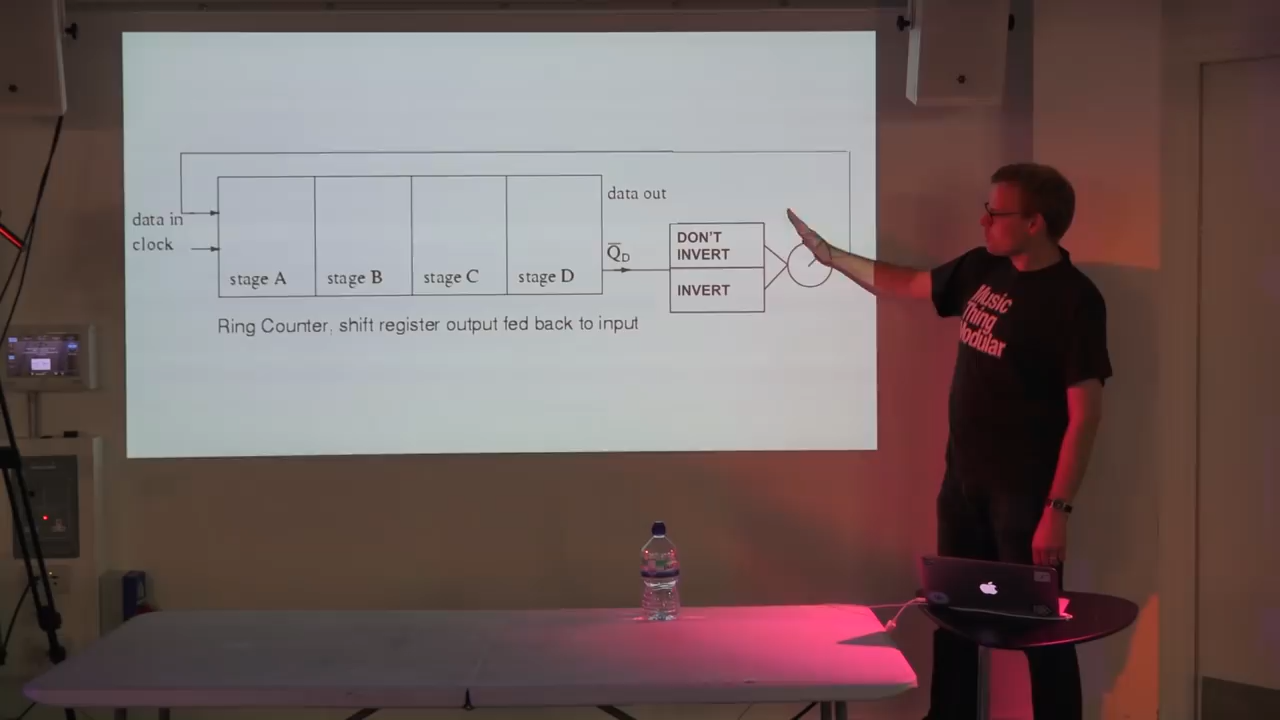 data in
clock
stage A
stage B
stage C
stage D
data out
Q̅D
DON'T
INVERT
INVERT
Ring Counter, shift register output fed back to input
Music
Thing
Modular